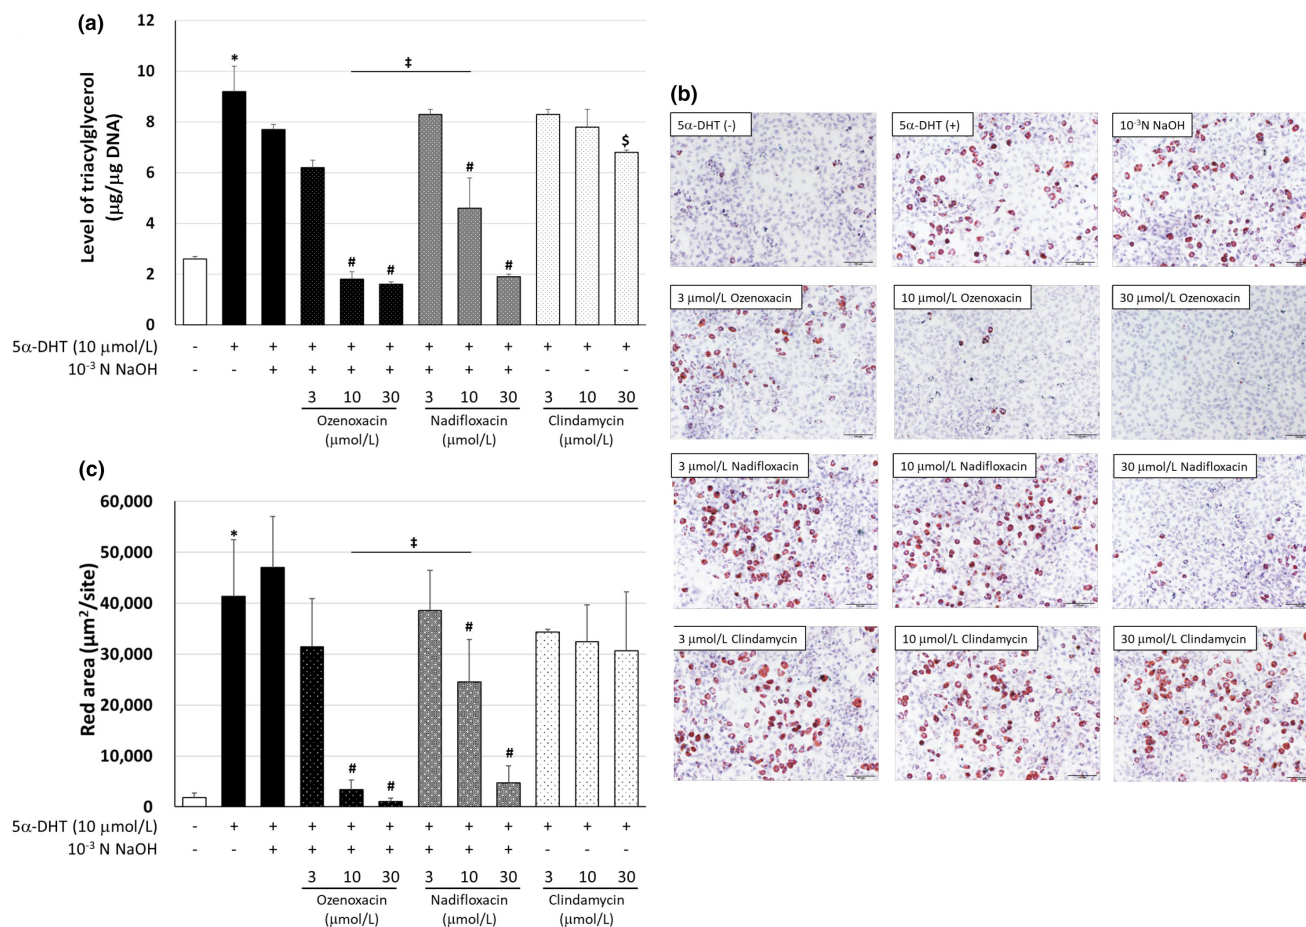 (a)
12
10
8
6
4
2
0
Level of triacylglycerol
(μg/μg DNA)
*
‡
# # # # $
5α-DHT (10 μmol/L) - + + + + + + + + + + +
10⁻³ N NaOH - - + + + + + + + - - -
3 10 30 3 10 30 3 10 30
Ozenoxacin Nadifloxacin Clindamycin
(μmol/L) (μmol/L) (μmol/L)
(b)
5α-DHT (-) 5α-DHT (+) 10⁻³N NaOH
3 μmol/L Ozenoxacin 10 μmol/L Ozenoxacin 30 μmol/L Ozenoxacin
3 μmol/L Nadifloxacin 10 μmol/L Nadifloxacin 30 μmol/L Nadifloxacin
3 μmol/L Clindamycin 10 μmol/L Clindamycin 30 μmol/L Clindamycin
(c)
60,000
50,000
40,000
30,000
20,000
10,000
0
Red area (μm²/site)
*
‡
# # # #
5α-DHT (10 μmol/L) - + + + + + + + + + + +
10⁻³ N NaOH - - + + + + + + + - - -
3 10 30 3 10 30 3 10 30
Ozenoxacin Nadifloxacin Clindamycin
(μmol/L) (μmol/L) (μmol/L)